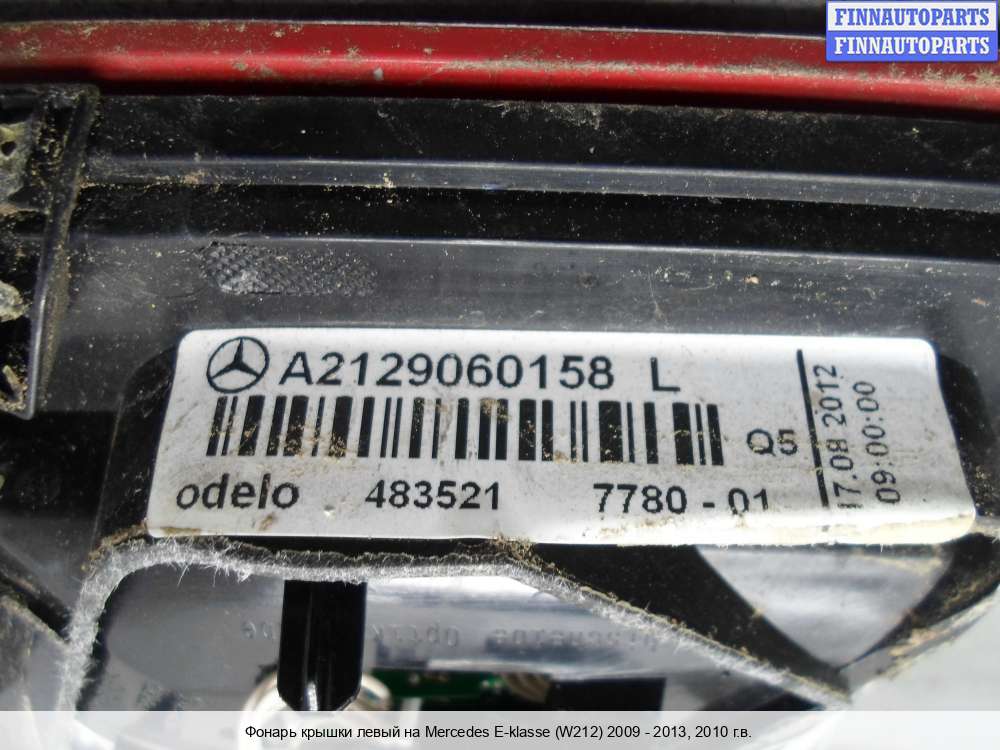 FINNAUTOPARTS
FINNAUTOPARTS
A2129060158 L
Q5
17.08 2012
09:00:00
odelo 483521 7780-01
Фонарь крышки левый на Mercedes E-klasse (W212) 2009 - 2013, 2010 г.в.